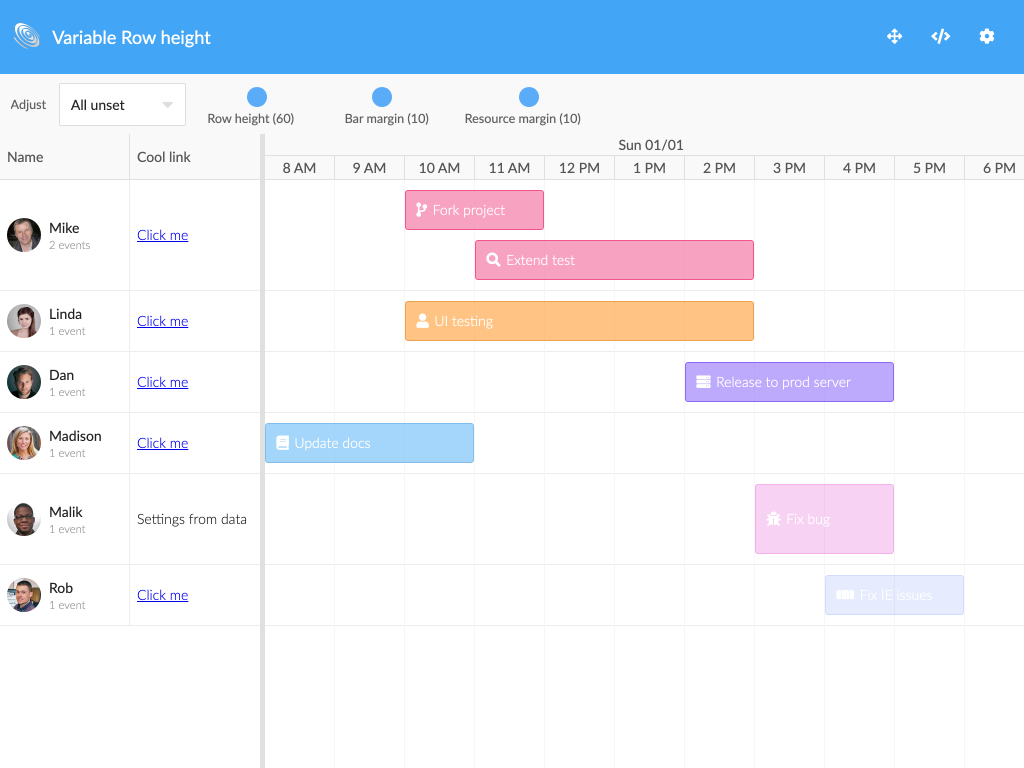 Variable Row height
Adjust
All unset
Row height (60)
Bar margin (10)
Resource margin (10)
Name
Cool link
Sun 01/01
8 AM 9 AM 10 AM 11 AM 12 PM 1 PM 2 PM 3 PM 4 PM 5 PM 6 PM
Mike
2 events
Click me
Fork project
Extend test
Linda
1 event
Click me
UI testing
Dan
1 event
Click me
Release to prod server
Madison
1 event
Click me
Update docs
Malik
1 event
Settings from data
Fix bug
Rob
1 event
Click me
Fix IE issues